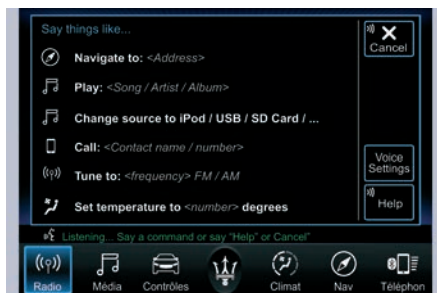 Say things like...
Cancel
Navigate to: <Address>
Play: <Song / Artist / Album>
Change source to iPod / USB / SD Card / ...
Call: <Contact name / number>
Tune to: <frequency> FM / AM
Voice
Settings
Set temperature to <number> degrees
Help
Listening... Say a command or say "Help" or Cancel"
Radio Média Contrôles Climat Nav Téléphon